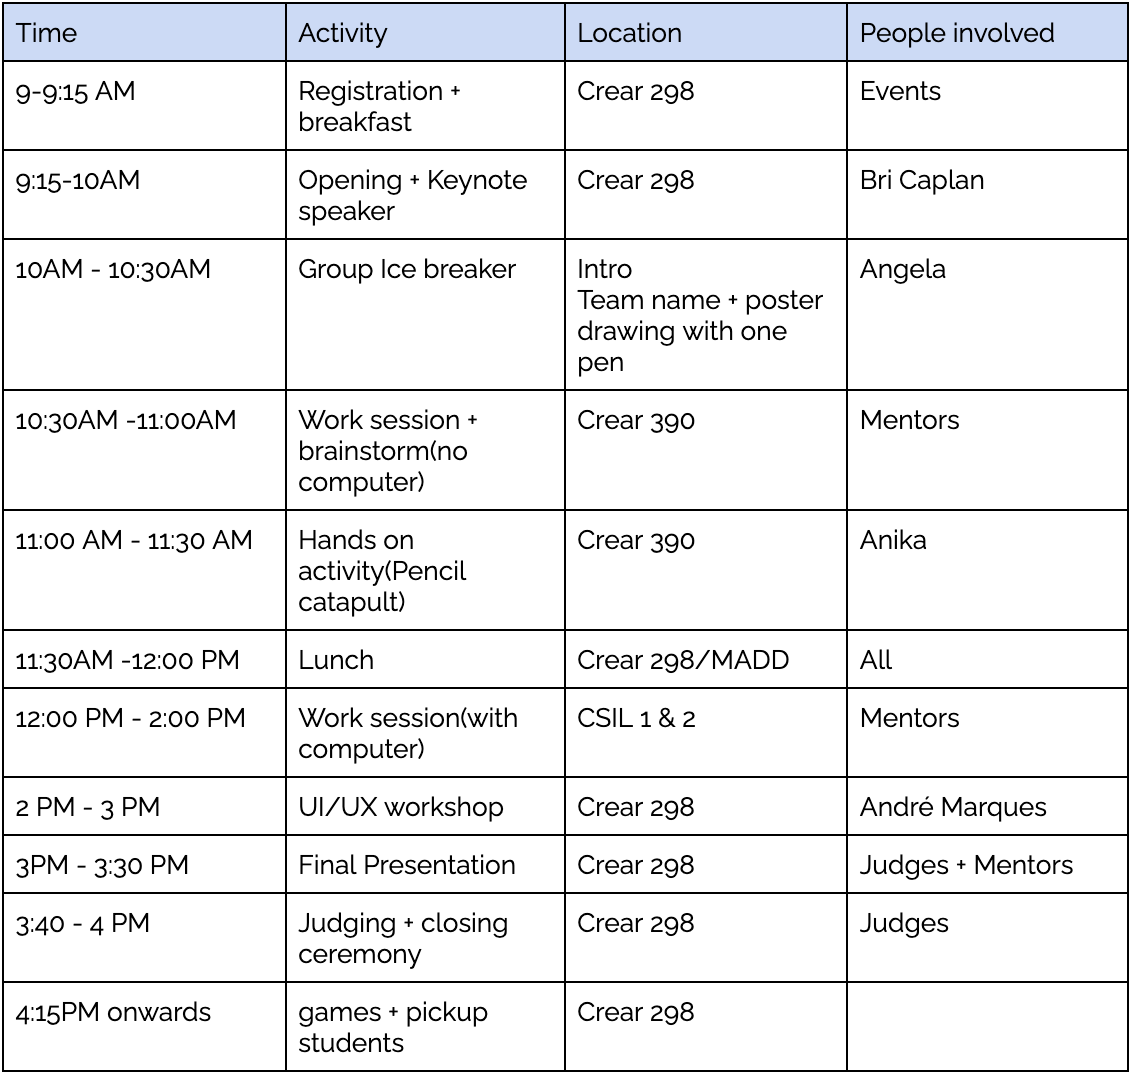 Time Activity Location People involved
9-9:15 AM Registration + Crear 298 Events
breakfast
9:15-10AM Opening + Keynote Crear 298 Bri Caplan
speaker
10AM - 10:30AM Group Ice breaker Intro Angela
Team name + poster
drawing with one
pen
10:30AM -11:00AM Work session + Crear 390 Mentors
brainstorm(no
computer)
11:00 AM - 11:30 AM Hands on Crear 390 Anika
activity(Pencil
catapult)
11:30AM -12:00 PM Lunch Crear 298/MADD All
12:00 PM - 2:00 PM Work session(with CSIL 1 & 2 Mentors
computer)
2 PM - 3 PM UI/UX workshop Crear 298 André Marques
3PM - 3:30 PM Final Presentation Crear 298 Judges + Mentors
3:40 - 4 PM Judging + closing Crear 298 Judges
ceremony
4:15PM onwards games + pickup Crear 298
students